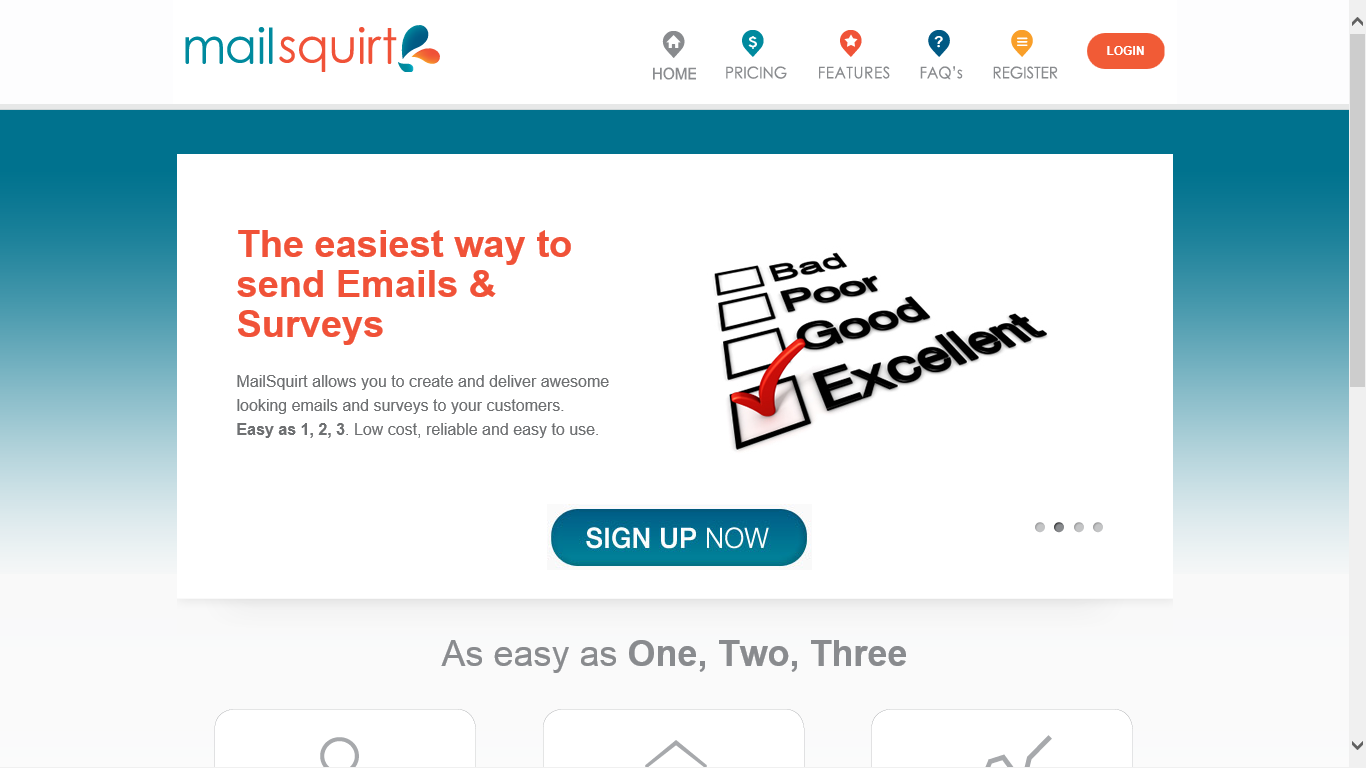 mailsquirt
HOME
PRICING
FEATURES
FAQ's
REGISTER
LOGIN
The easiest way to
send Emails &
Surveys
MailSquirt allows you to create and deliver awesome
looking emails and surveys to your customers.
Easy as 1, 2, 3. Low cost, reliable and easy to use.
Bad
Poor
Good
Excellent
SIGN UP NOW
As easy as One, Two, Three